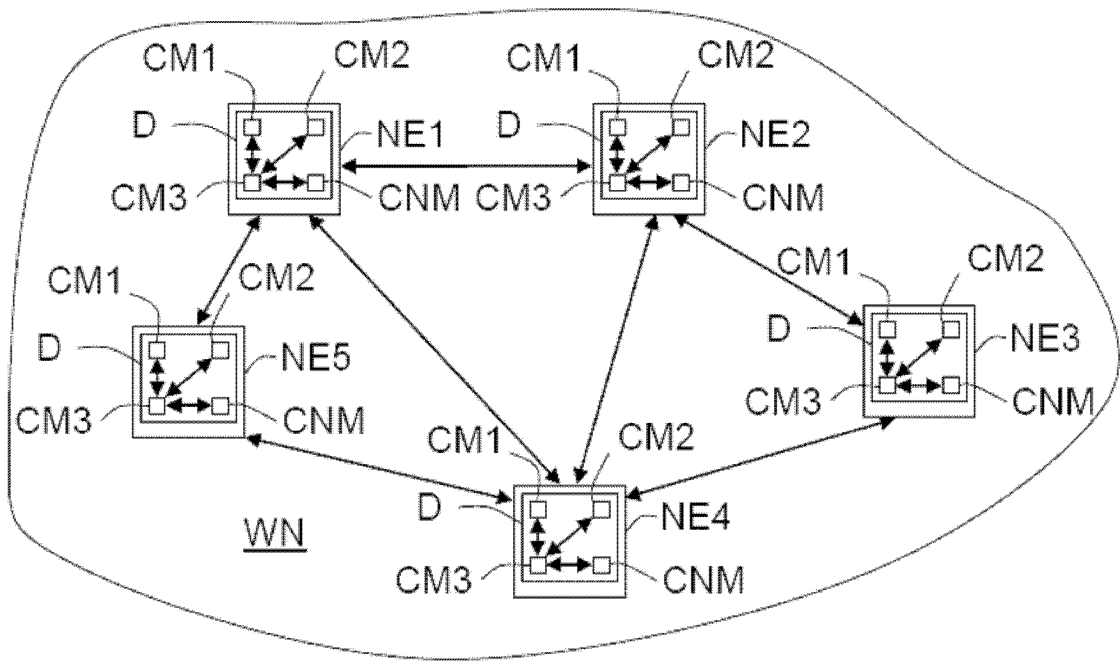 CM1 CM2 CM1 CM2
D NE1 D NE2
CM3 CNM CM3 CNM
CM1 CM2
D NE3
CM3 CNM
CM1 CM2
D NE5
CM3 CNM
CM1 CM2
D NE4
CM3 CNM
WN